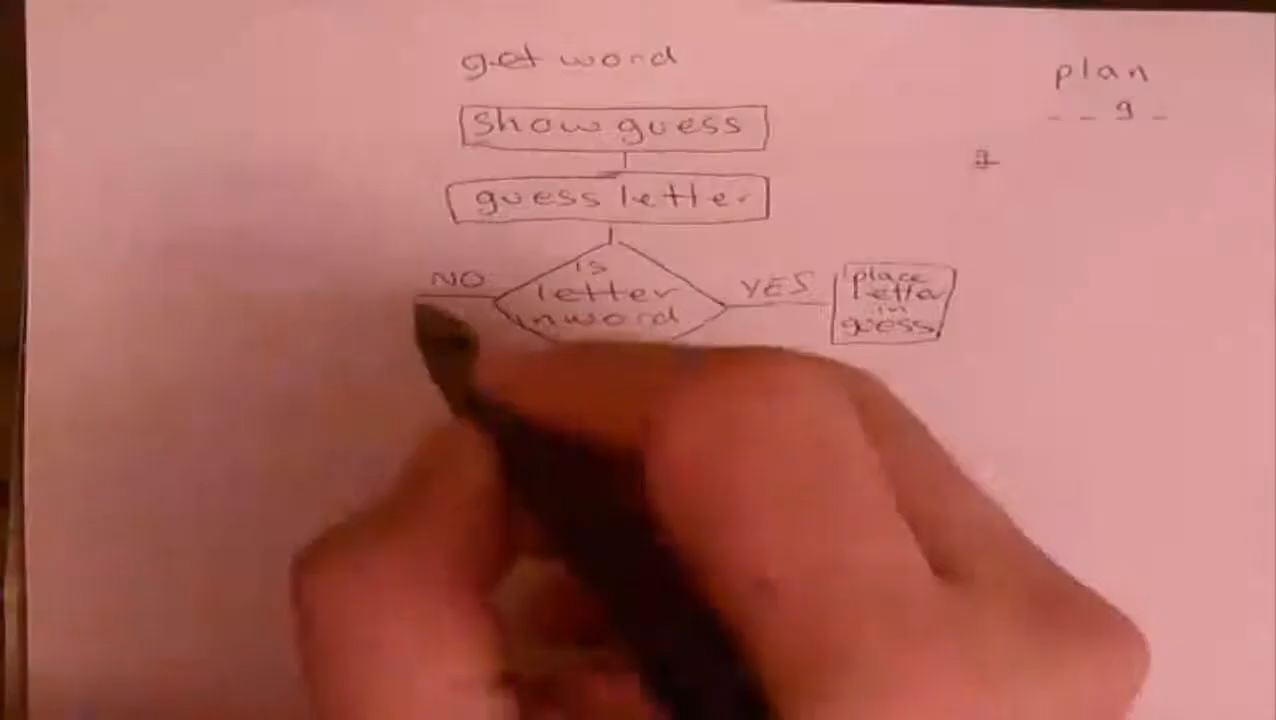 get word
plan
show guess
_ _ g _
guess letter
NO
is
letter
in word
YES
place
letter
in
guess